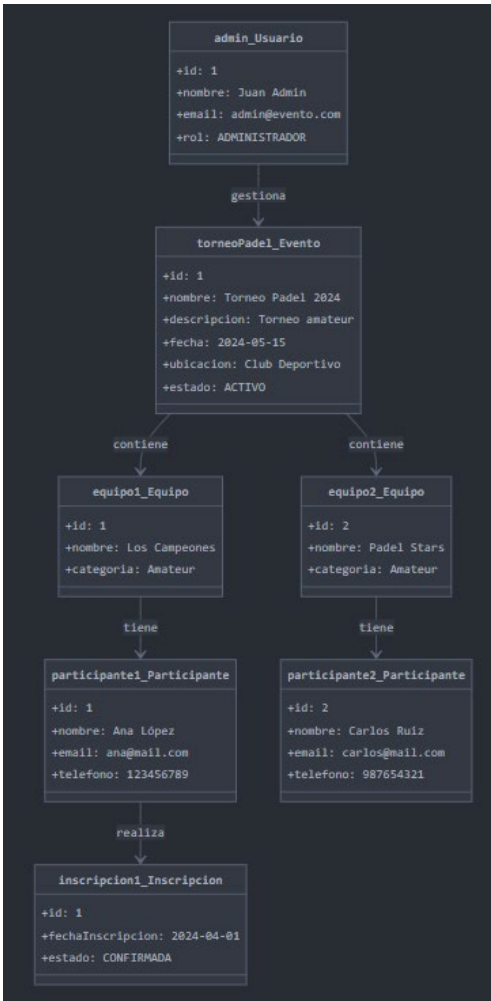 admin_Usuario
+id: 1
+nombre: Juan Admin
+email: admin@evento.com
+rol: ADMINISTRADOR
gestiona
torneoPadel_Evento
+id: 1
+nombre: Torneo Padel 2024
+descripcion: Torneo amateur
+fecha: 2024-05-15
+ubicacion: Club Deportivo
+estado: ACTIVO
contiene
contiene
equipo1_Equipo
+id: 1
+nombre: Los Campeones
+categoria: Amateur
equipo2_Equipo
+id: 2
+nombre: Padel Stars
+categoria: Amateur
tiene
tiene
participante1_Participante
+id: 1
+nombre: Ana López
+email: ana@mail.com
+telefono: 123456789
participante2_Participante
+id: 2
+nombre: Carlos Ruiz
+email: carlos@mail.com
+telefono: 987654321
realiza
inscripcion1_Inscripcion
+id: 1
+fechaInscripcion: 2024-04-01
+estado: CONFIRMADA